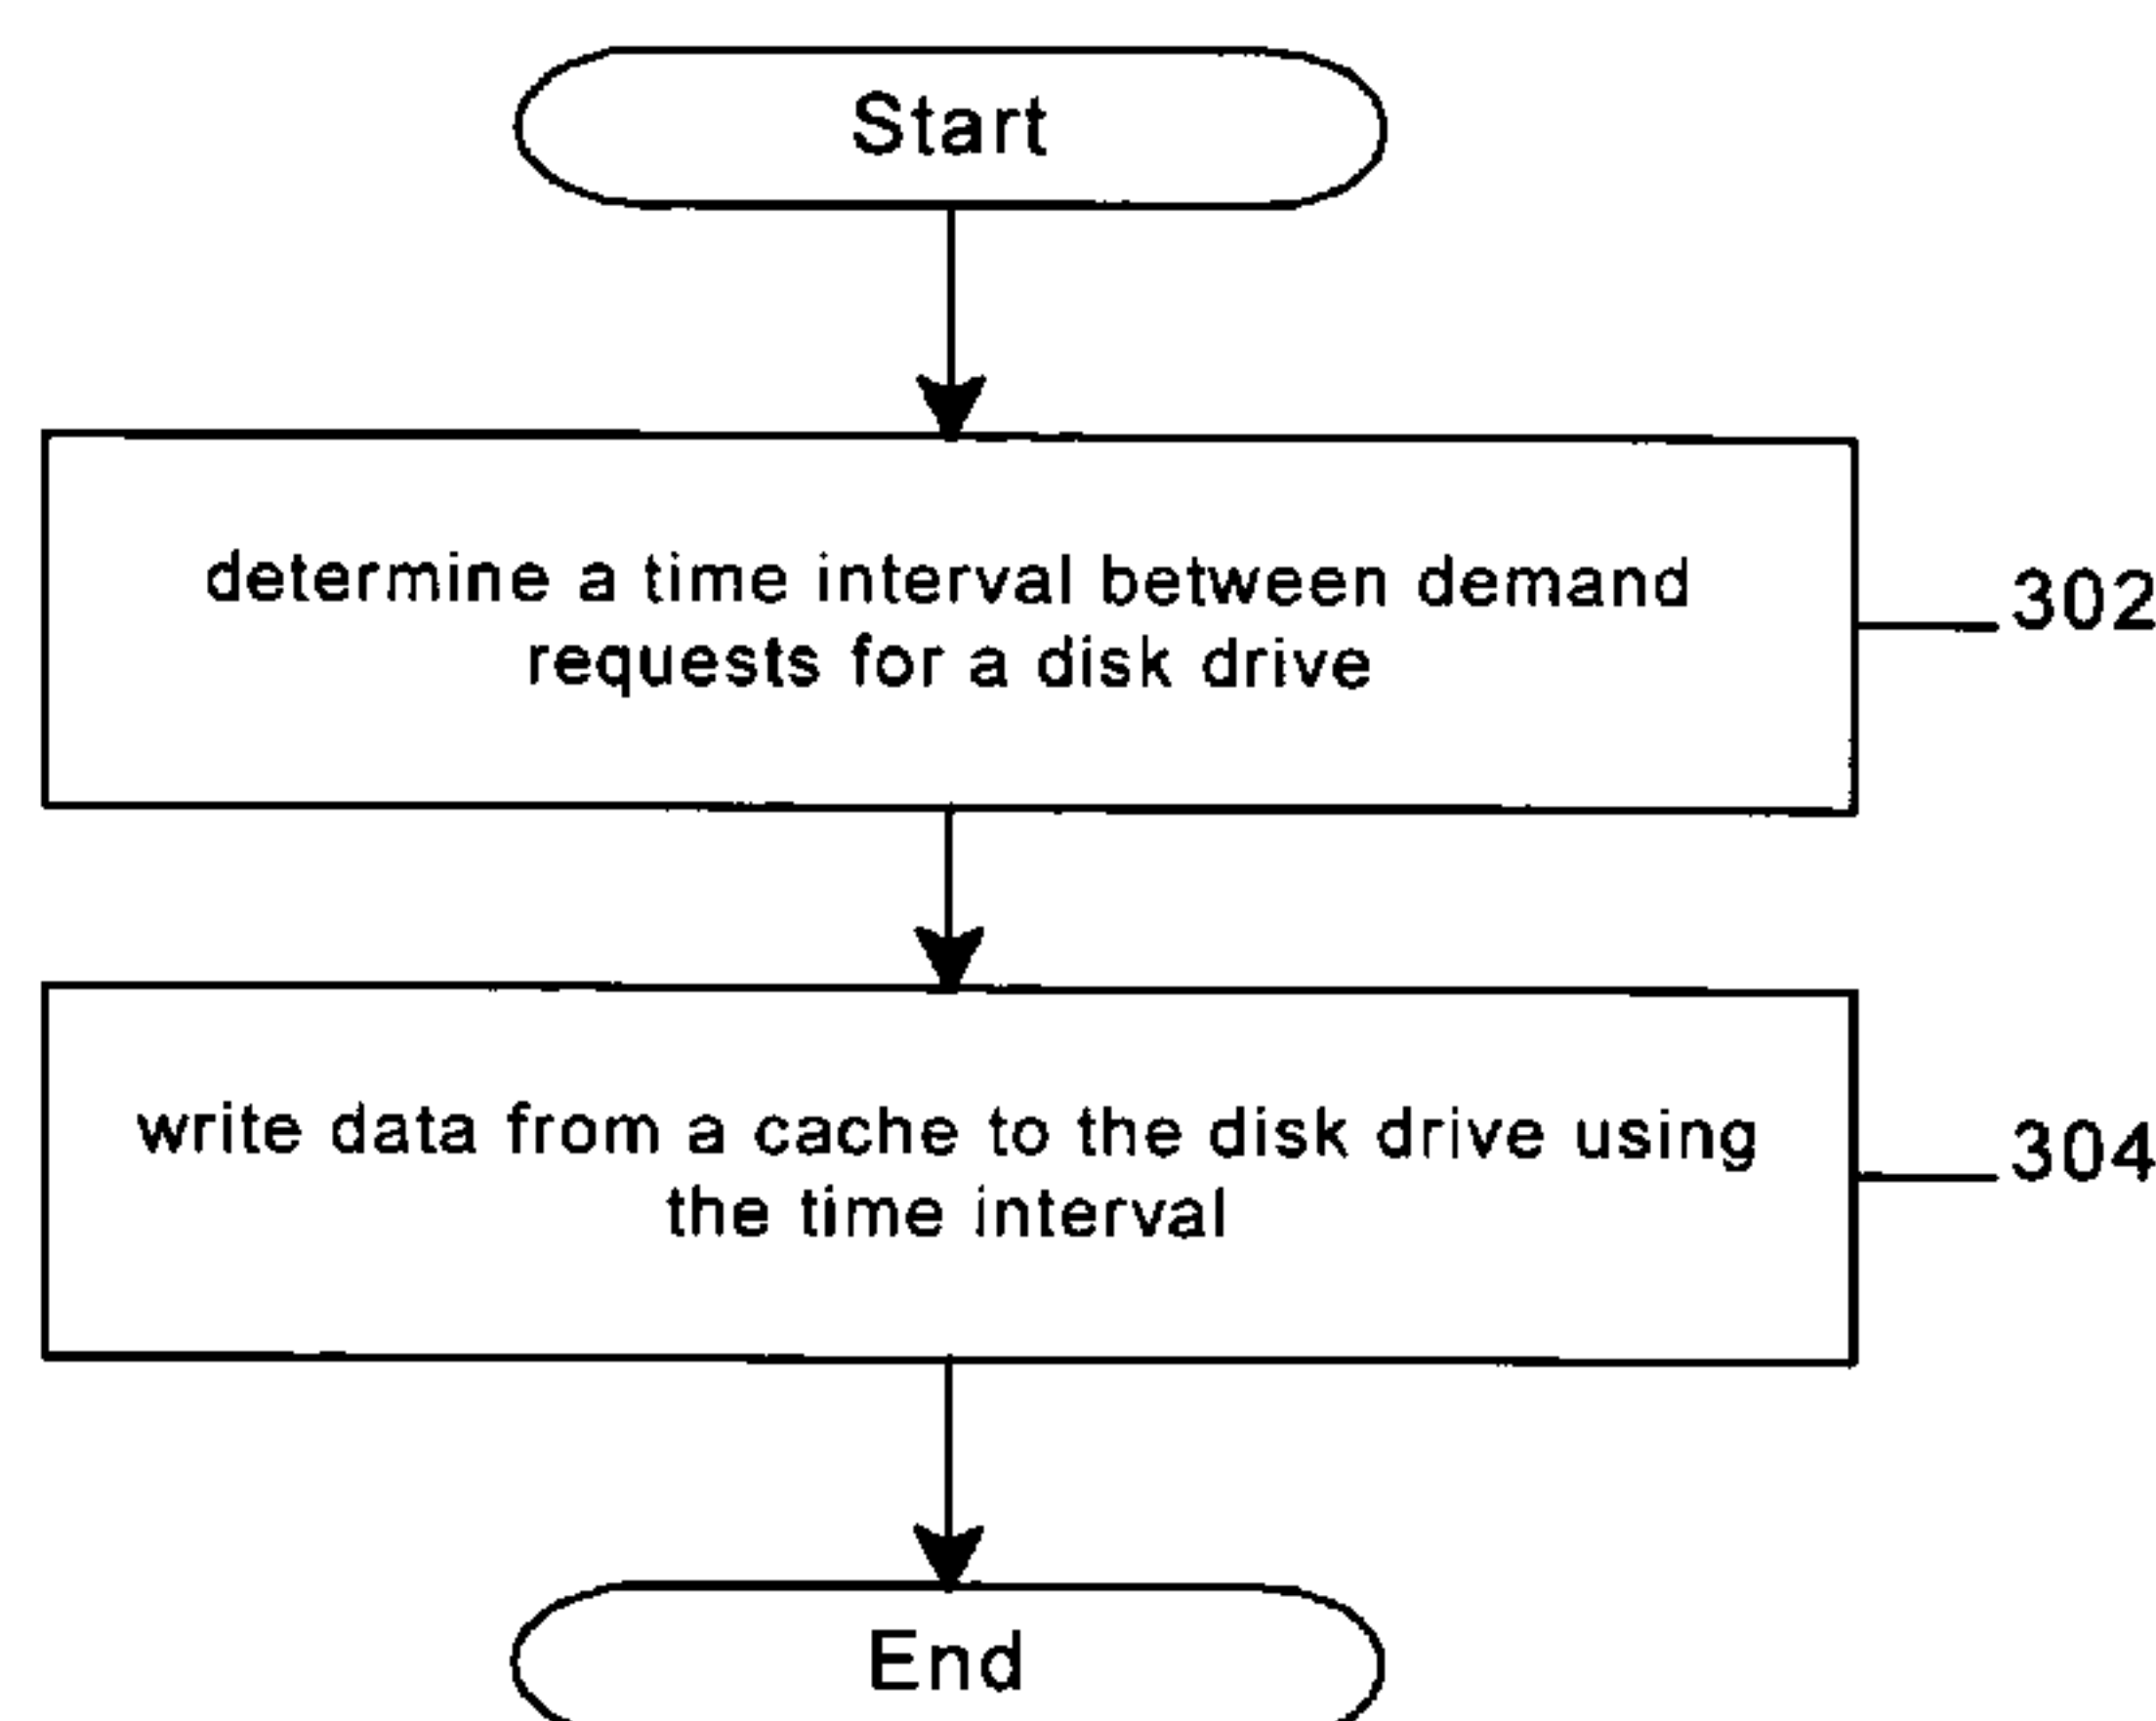 Start
determine a time interval between demand
requests for a disk drive
302
write data from a cache to the disk drive using
the time interval
304
End